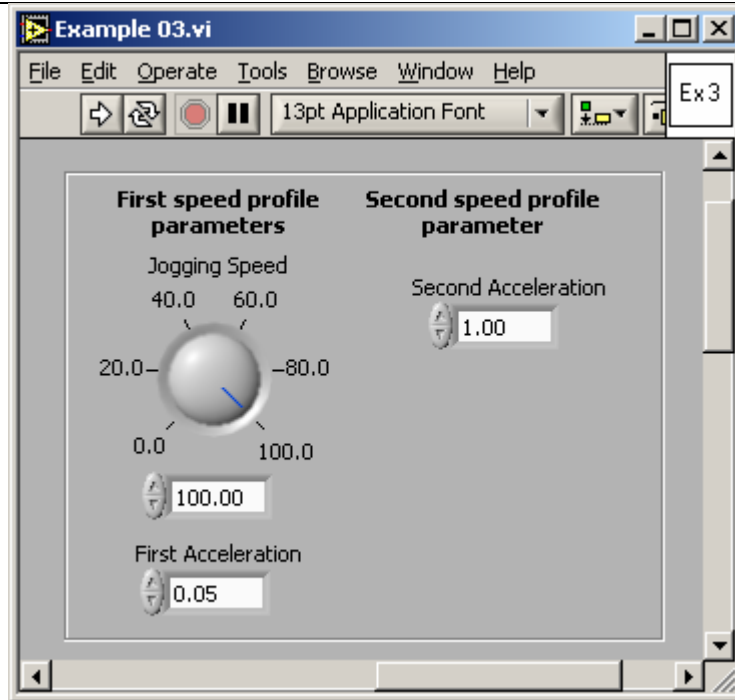 Example 03.vi
File Edit Operate Tools Browse Window Help
Ex3
13pt Application Font
First speed profile
parameters
Second speed profile
parameter
Jogging Speed
40.0 60.0
20.0 80.0
0.0 100.0
100.00
First Acceleration
0.05
Second Acceleration
1.00